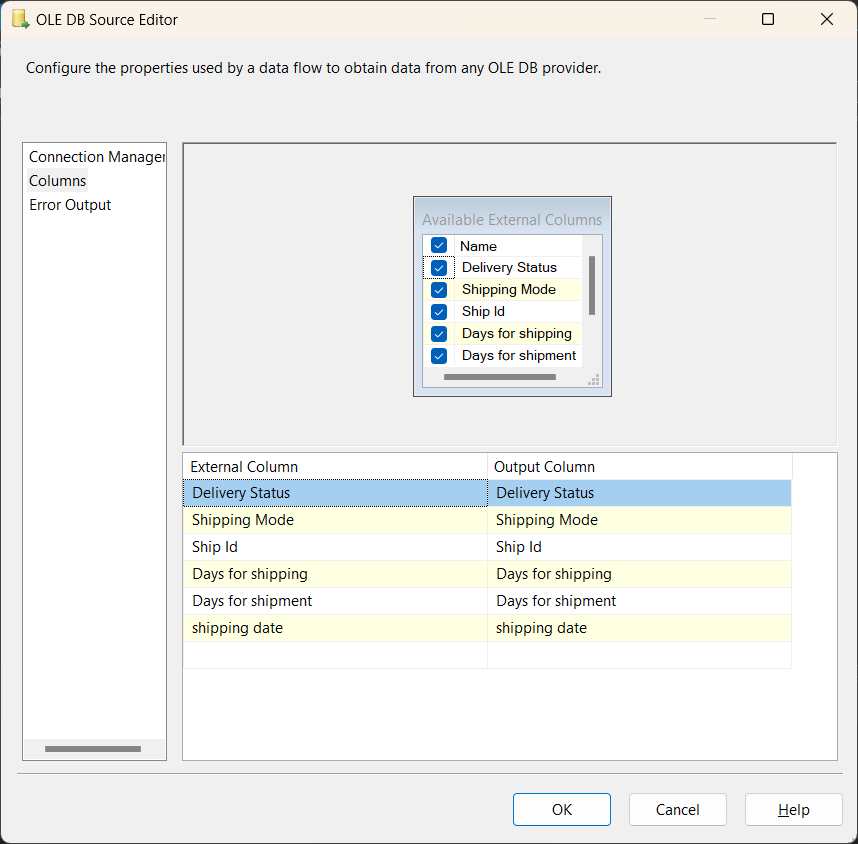 OLE DB Source Editor
Configure the properties used by a data flow to obtain data from any OLE DB provider.
Connection Manager
Columns
Error Output
Available External Columns
Name
Delivery Status
Shipping Mode
Ship Id
Days for shipping
Days for shipment
External Column Output Column
Delivery Status Delivery Status
Shipping Mode Shipping Mode
Ship Id Ship Id
Days for shipping Days for shipping
Days for shipment Days for shipment
shipping date shipping date
OK Cancel Help